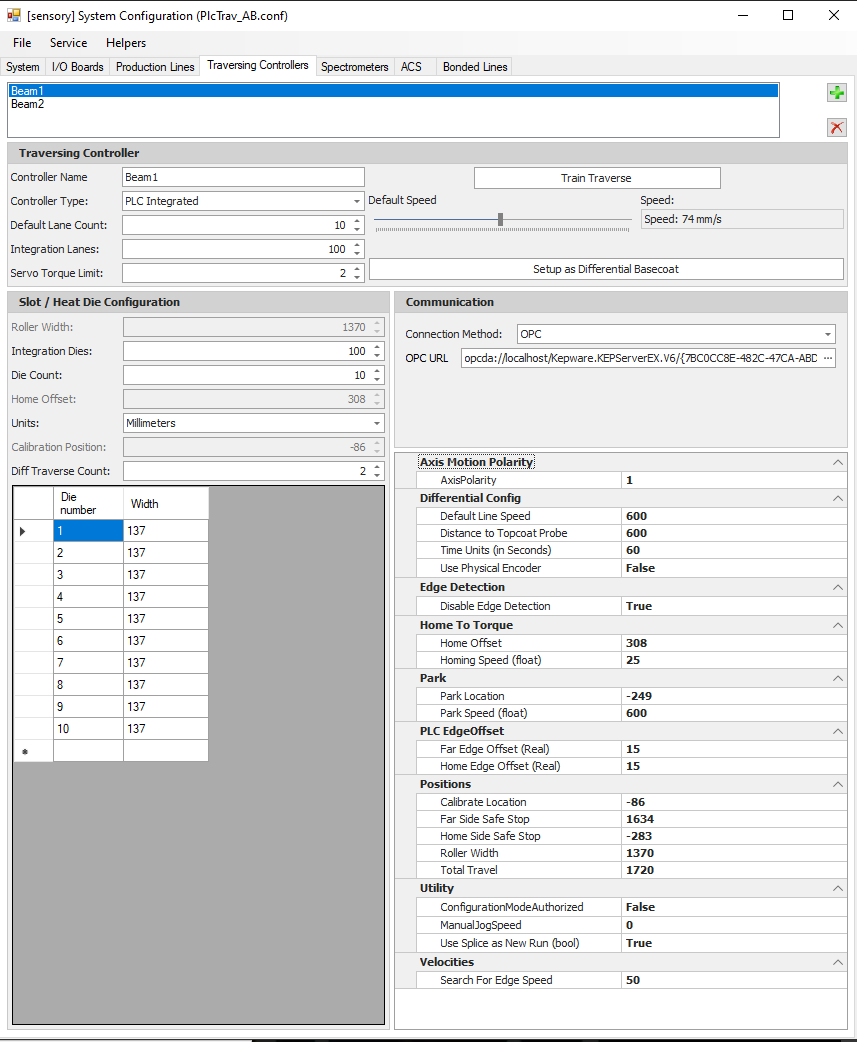 [sensory] System Configuration (PlcTrav_AB.conf)
File Service Helpers
System I/O Boards Production Lines Traversing Controllers Spectrometers ACS Bonded Lines
Beam1
Beam2
Traversing Controller
Controller Name Beam1 Train Traverse
Controller Type: PLC Integrated Default Speed Speed:
Default Lane Count: 10 Speed: 74 mm/s
Integration Lanes: 100
Servo Torque Limit: 2 Setup as Differential Basecoat
Slot / Heat Die Configuration
Roller Width: 1370
Integration Dies: 100
Die Count: 10
Home Offset: 308
Units: Millimeters
Calibration Position: -86
Diff Traverse Count: 2
Die number Width
1 137
2 137
3 137
4 137
5 137
6 137
7 137
8 137
9 137
10 137
Communication
Connection Method: OPC
OPC URL opcda://localhost/Kepware.KEPServerEX.V6/{7BC0CC8E-482C-47CA-ABD ...
Axis Motion Polarity
AxisPolarity 1
Differential Config
Default Line Speed 600
Distance to Topcoat Probe 600
Time Units (in Seconds) 60
Use Physical Encoder False
Edge Detection
Disable Edge Detection True
Home To Torque
Home Offset 308
Homing Speed (float) 25
Park
Park Location -249
Park Speed (float) 600
PLC EdgeOffset
Far Edge Offset (Real) 15
Home Edge Offset (Real) 15
Positions
Calibrate Location -86
Far Side Safe Stop 1634
Home Side Safe Stop -283
Roller Width 1370
Total Travel 1720
Utility
ConfigurationModeAuthorized False
ManualJogSpeed 0
Use Splice as New Run (bool) True
Velocities
Search For Edge Speed 50